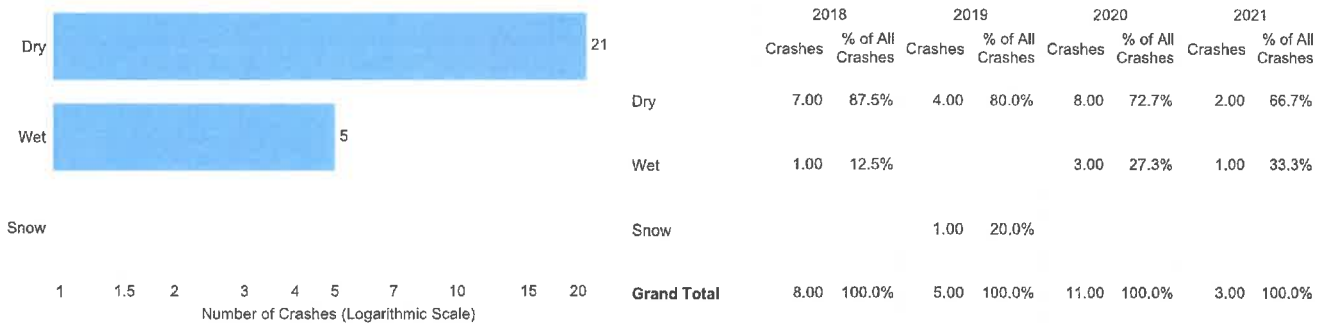 Dry
21
Wet
5
Snow
1 1.5 2 3 4 5 7 10 15 20
Number of Crashes (Logarithmic Scale)
2018 2019 2020 2021
Crashes % of All Crashes Crashes % of All Crashes Crashes % of All Crashes Crashes % of All Crashes
Dry 7.00 87.5% 4.00 80.0% 8.00 72.7% 2.00 66.7%
Wet 1.00 12.5% 3.00 27.3% 1.00 33.3%
Snow 1.00 20.0%
Grand Total 8.00 100.0% 5.00 100.0% 11.00 100.0% 3.00 100.0%